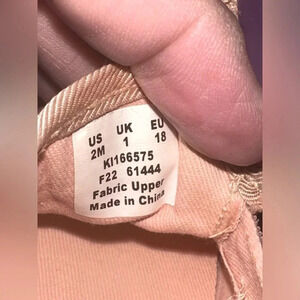 US UK EU
2M 1 18
KI166575
F22 61444
Fabric Upper
Made in China